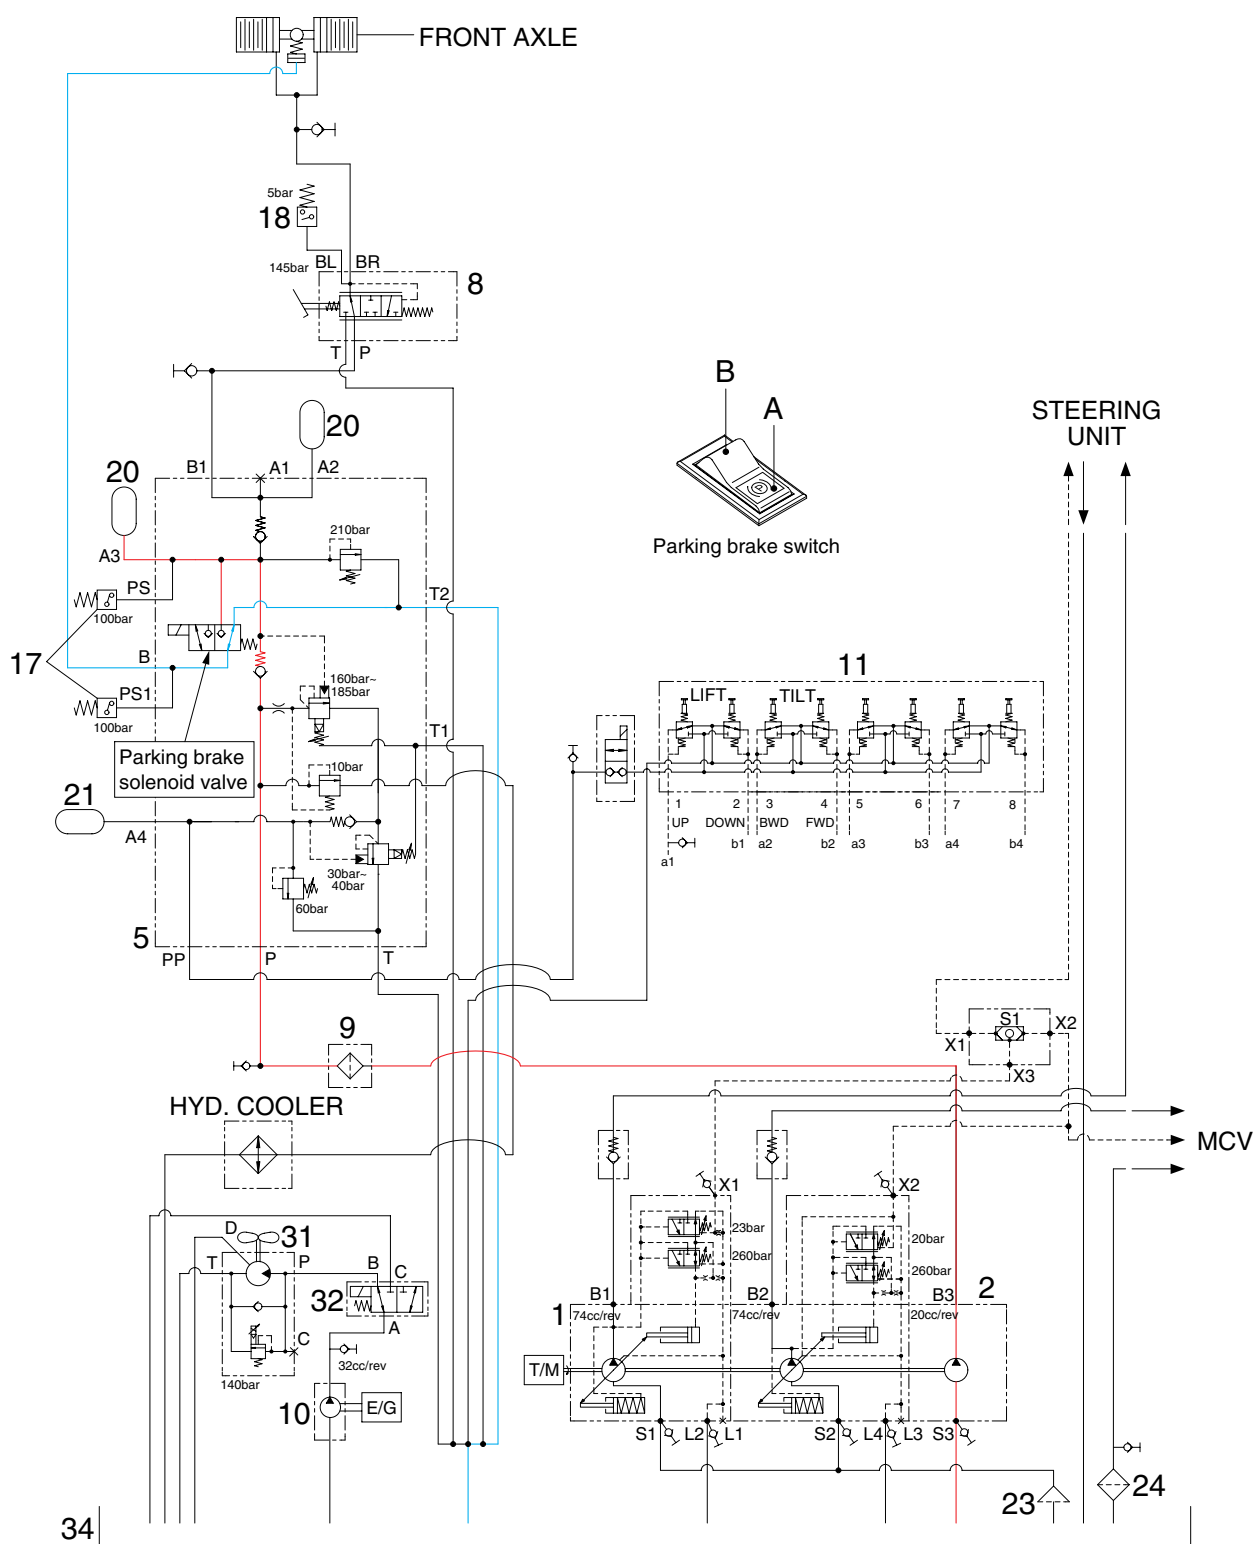 FRONT AXLE
5bar
18
145bar
BL
BR
8
T
P
B
A
STEERING
UNIT
20
20
B1
A1
A2
210bar
Parking brake switch
A3
PS
T2
100bar
17
B
11
PS1
160bar~
185bar
LIFT
TILT
100bar
T1
Parking brake
solenoid valve
10bar
21
1
2
3
4
5
6
7
8
A4
UP
DOWN
BWD
FWD
a1
b1
a2
b2
a3
b3
a4
b4
30bar~
40bar
60bar
5
PP
P
T
9
S1
X1
X2
X3
HYD. COOLER
MCV
X1
X2
D
31
23bar
20bar
T
P
B
C
260bar
260bar
32
B1
B2
B3
2
1
74cc/rev
74cc/rev
20cc/rev
A
C
32cc/rev
140bar
T/M
10
E/G
S1
L2
L1
S2
L4
L3
S3
23
24
34